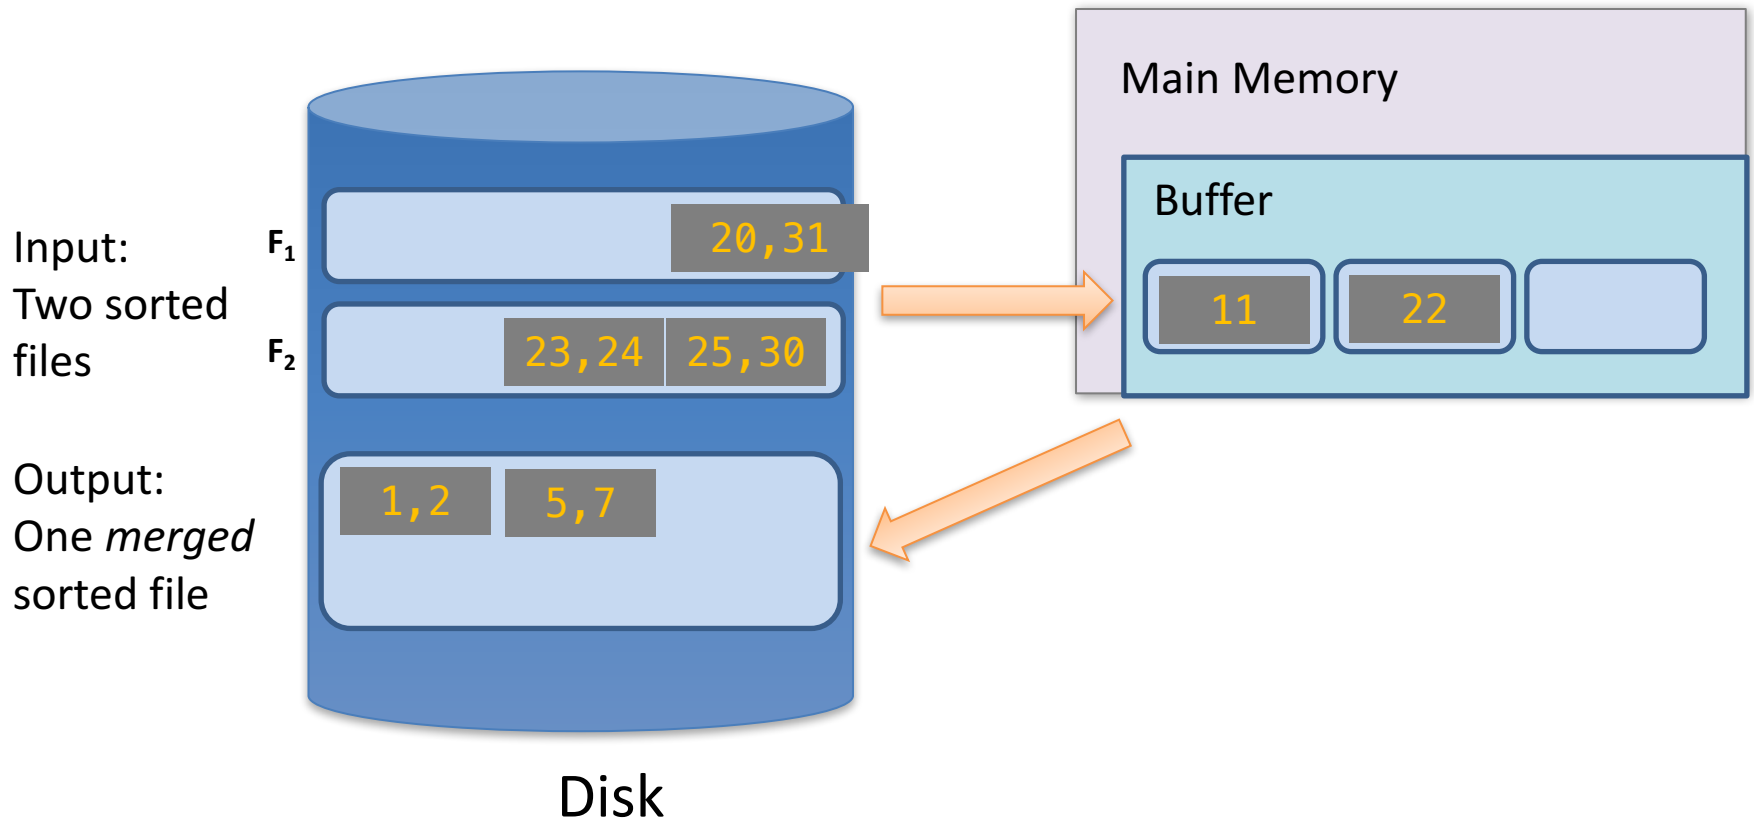 Main Memory
Buffer
11
22
Input:
Two sorted
files
F1
20,31
F2
23,24
25,30
Output:
One merged
sorted file
1,2
5,7
Disk